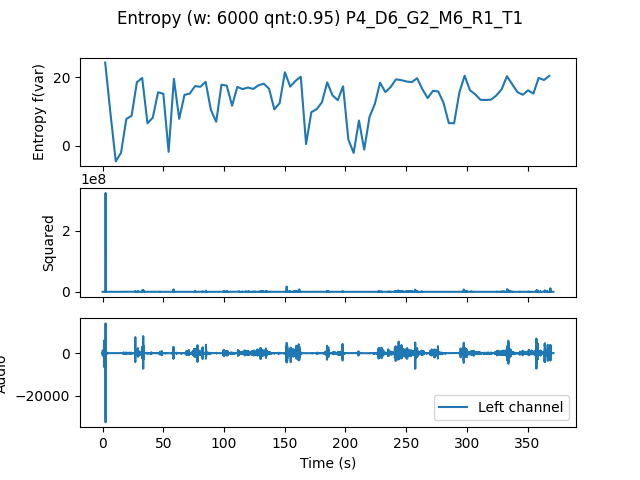 Entropy (w: 6000 qnt:0.95) P4_D6_G2_M6_R1_T1
Entropy f(var)
20
0
1e8
Squared
2
0
Audio
0
−20000
Left channel
0 50 100 150 200 250 300 350
Time (s)